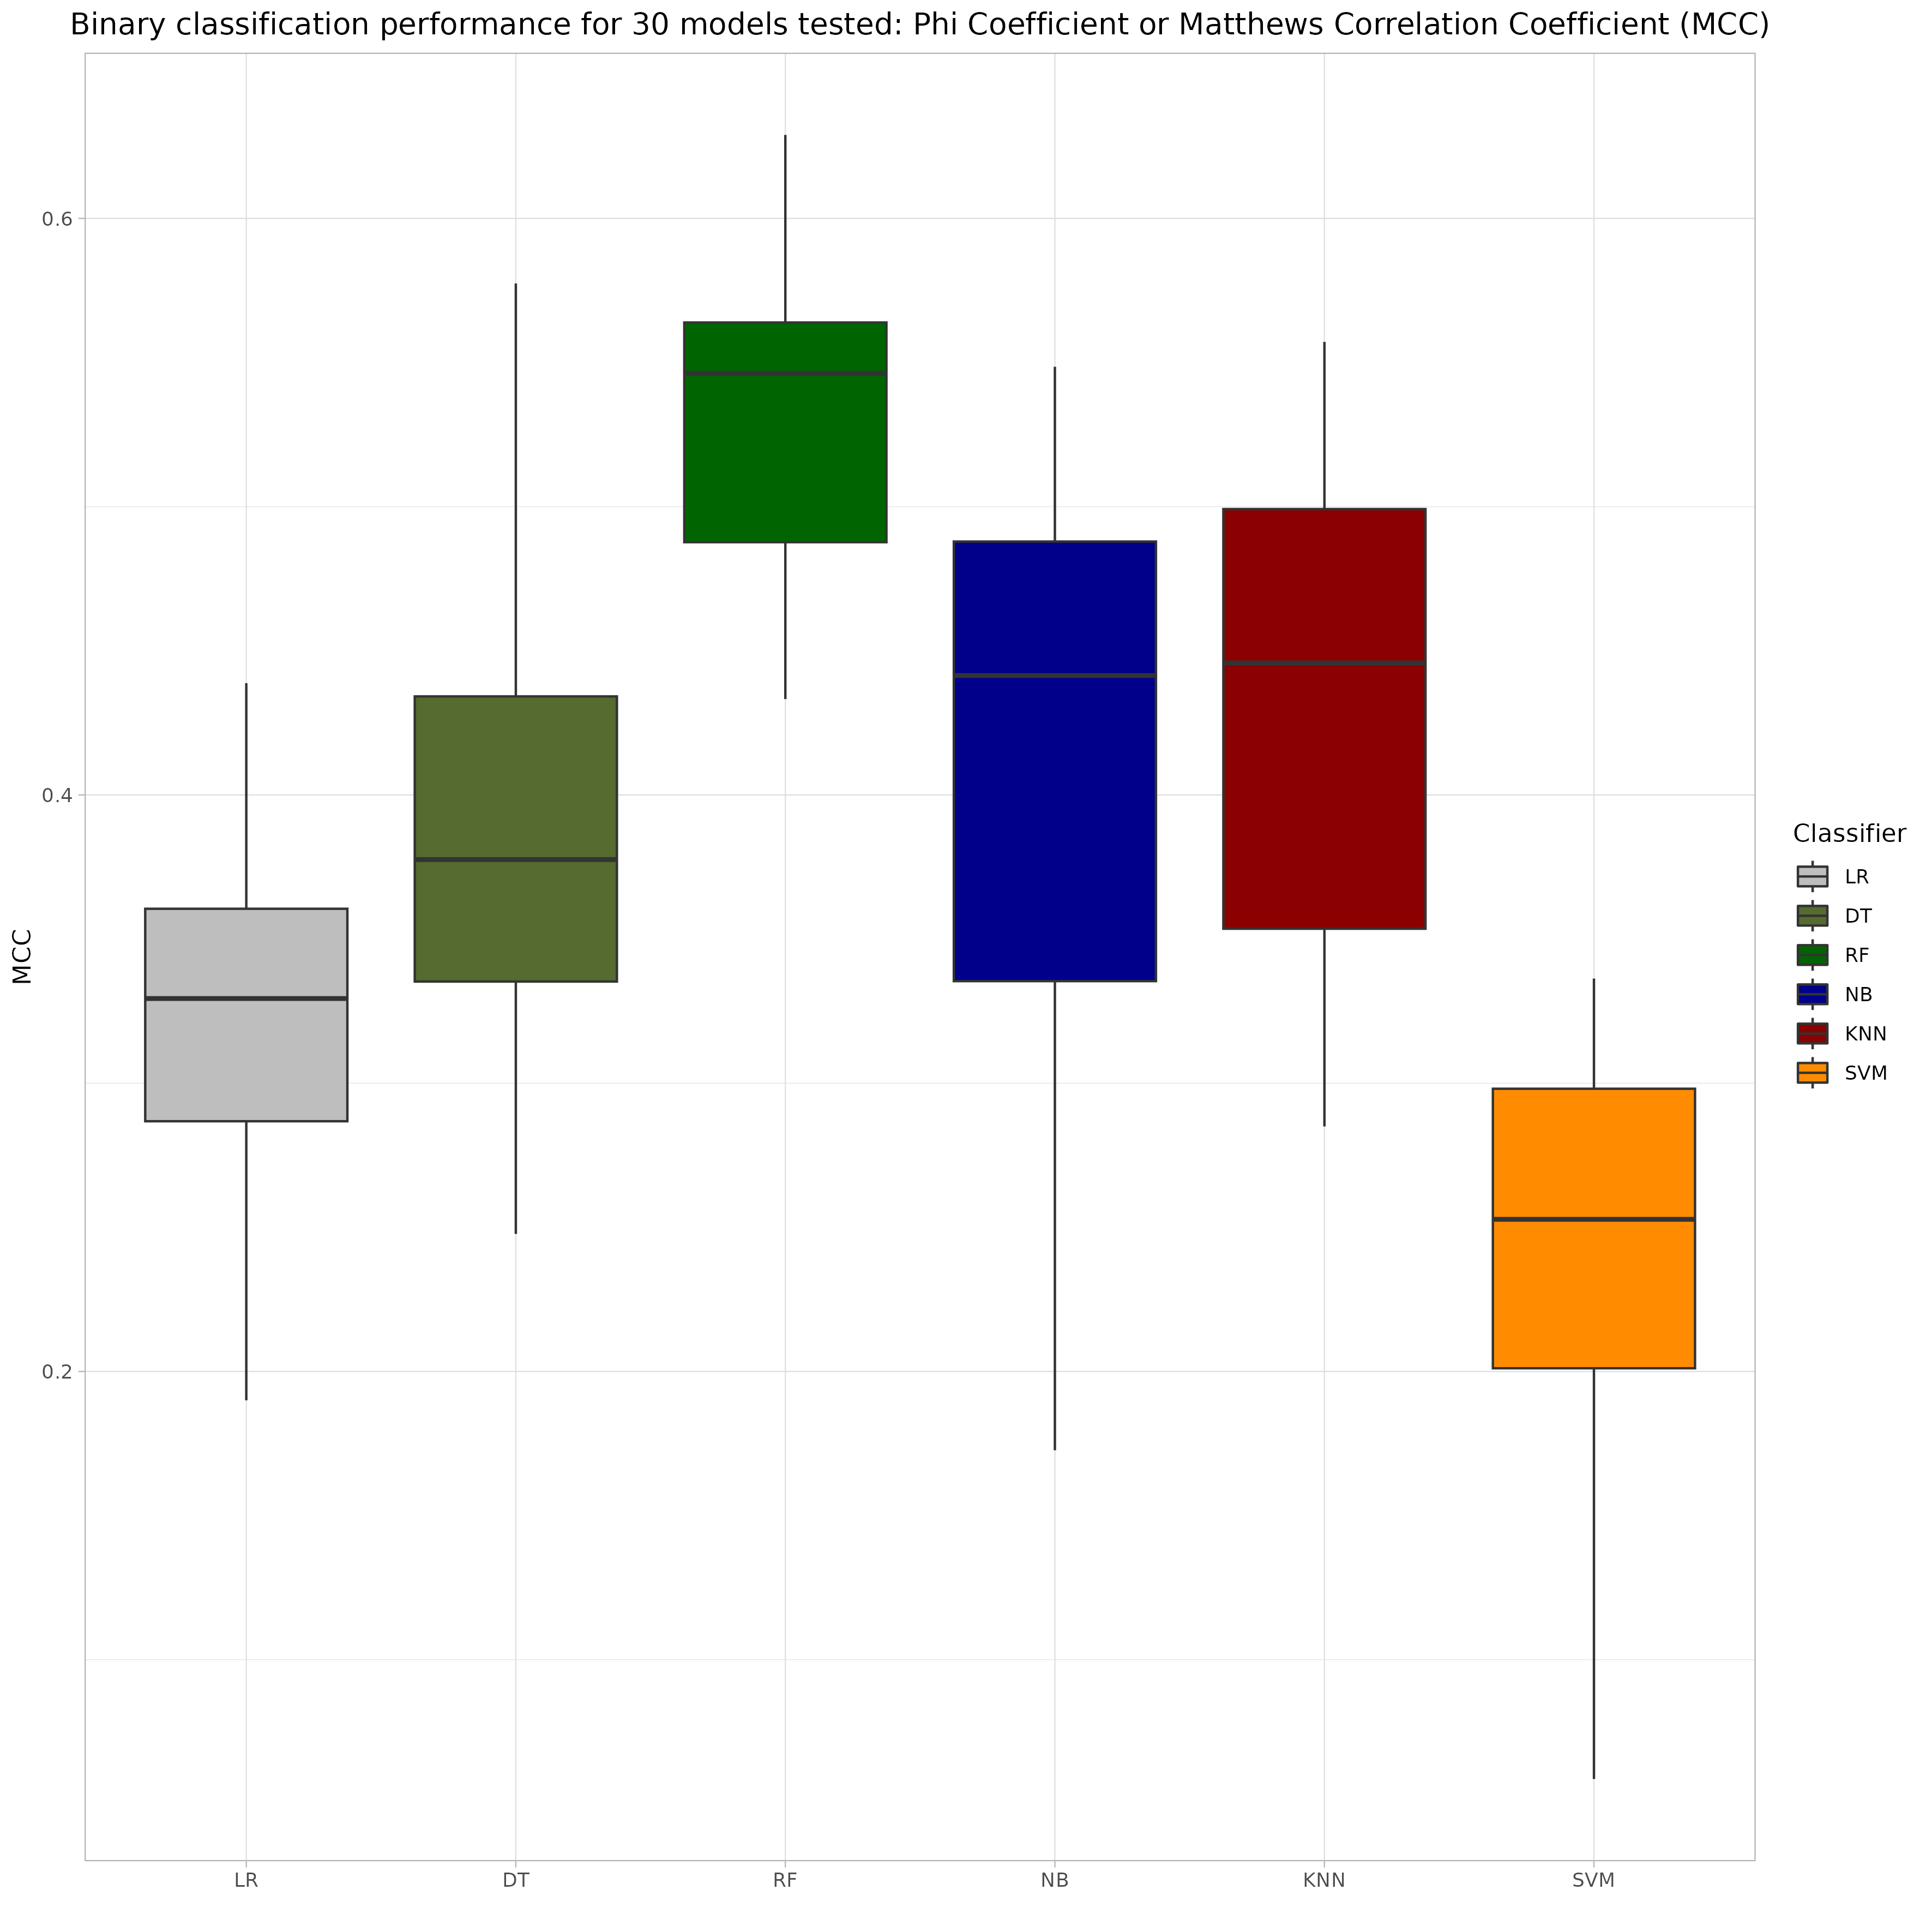 Binary classification performance for 30 models tested: Phi Coefficient or Matthews Correlation Coefficient (MCC)
0.6
0.4
0.2
MCC
LR DT RF NB KNN SVM
Classifier
LR
DT
RF
NB
KNN
SVM